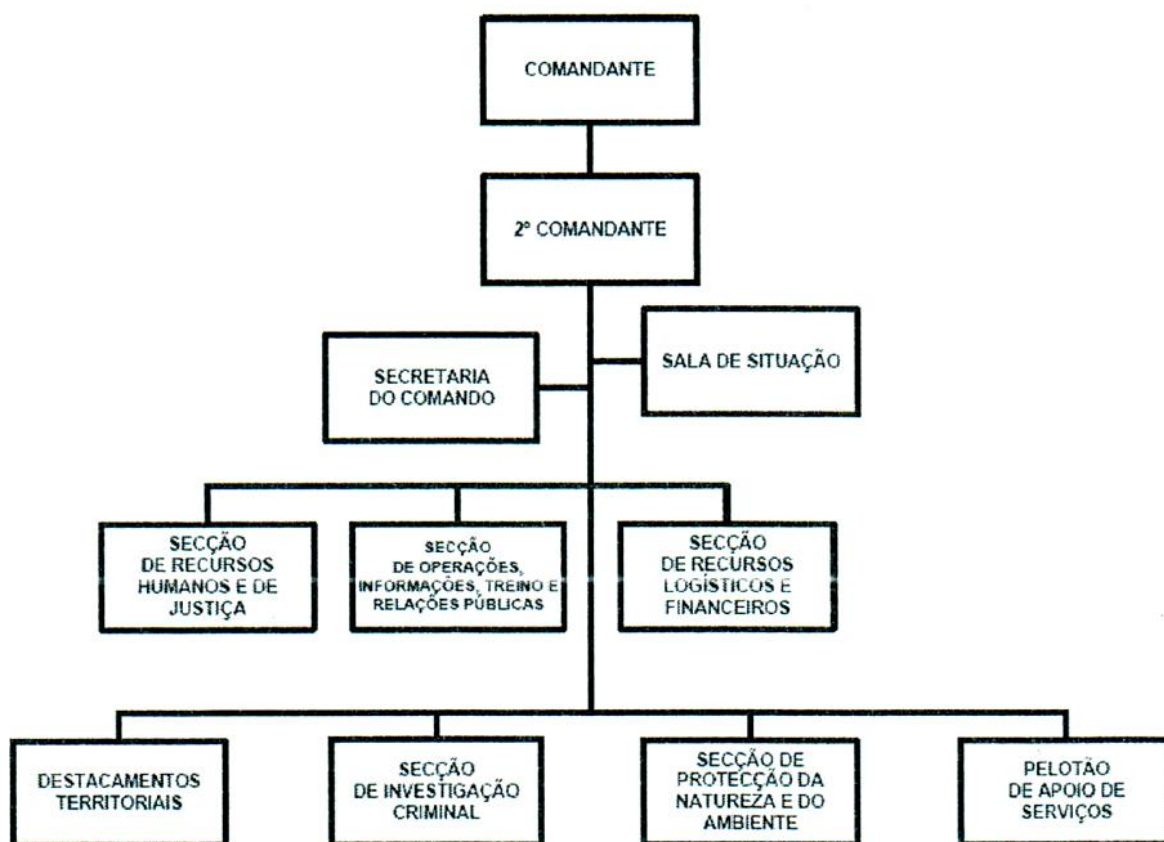 COMANDANTE
2º COMANDANTE
SALA DE SITUAÇÃO
SECRETARIA
DO COMANDO
SECÇÃO
DE RECURSOS
HUMANOS E DE
JUSTIÇA
SECÇÃO
DE OPERAÇÕES,
INFORMAÇÕES, TREINO E
RELAÇÕES PÚBLICAS
SECÇÃO
DE RECURSOS
LOGÍSTICOS E
FINANCEIROS
DESTACAMENTOS
TERRITORIAIS
SECÇÃO
DE INVESTIGAÇÃO
CRIMINAL
SECÇÃO DE
PROTECÇÃO DA
NATUREZA E DO
AMBIENTE
PELOTÃO
DE APOIO DE
SERVIÇOS